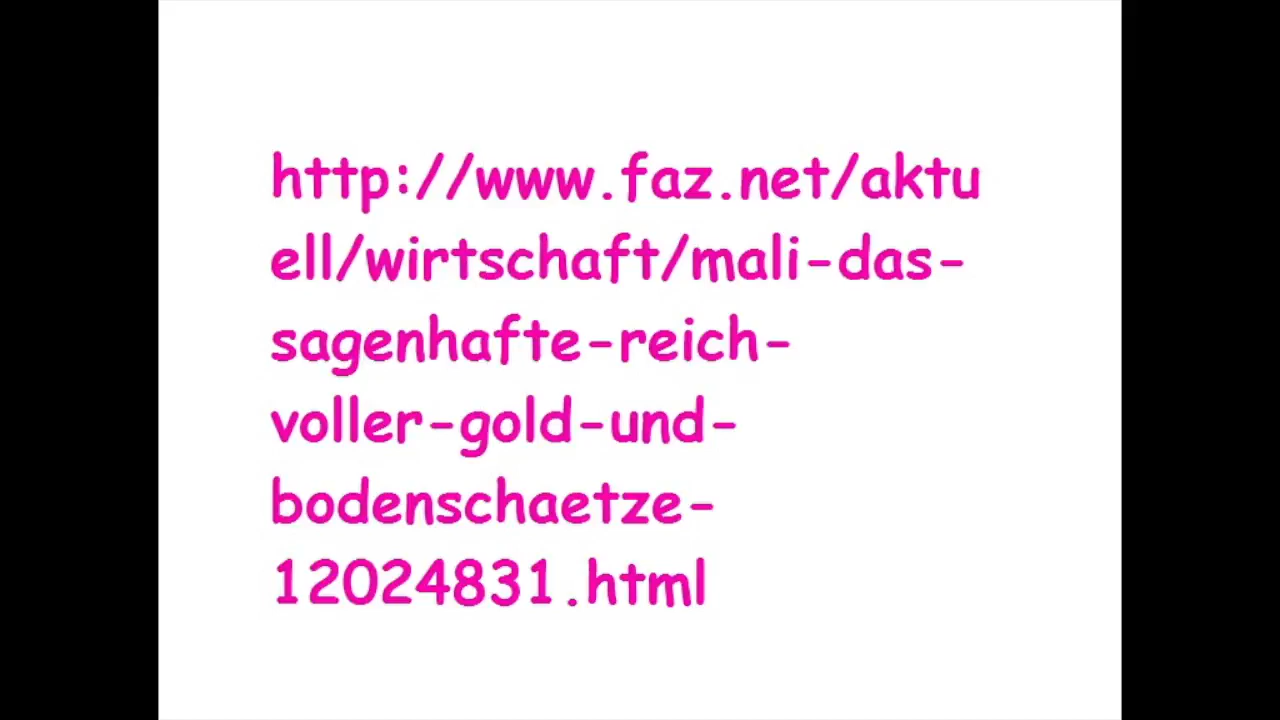 http://www.faz.net/aktu
ell/wirtschaft/mali-das-
sagenhafte-reich-
voller-gold-und-
bodenschaetze-
12024831.html